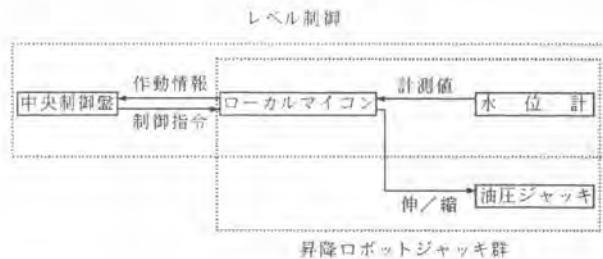 レベル制御
作動情報
計測値
中央制御盤
ローカルマイコン
水位計
制御指令
伸／縮
油圧ジャッキ
昇降ロボットジャッキ群